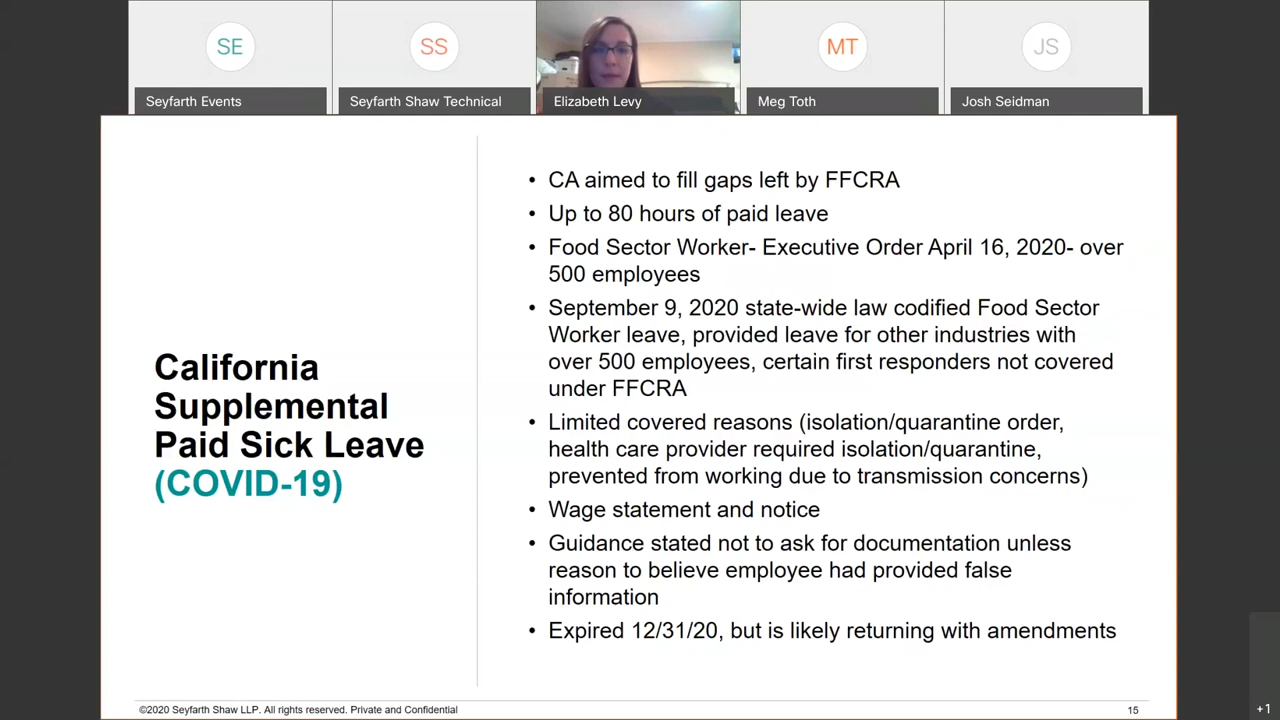 SE
SS
MT
JS
Seyfarth Events
Seyfarth Shaw Technical
Elizabeth Levy
Meg Toth
Josh Seidman
California
Supplemental
Paid Sick Leave
(COVID-19)
• CA aimed to fill gaps left by FFCRA
• Up to 80 hours of paid leave
• Food Sector Worker- Executive Order April 16, 2020- over
500 employees
• September 9, 2020 state-wide law codified Food Sector
Worker leave, provided leave for other industries with
over 500 employees, certain first responders not covered
under FFCRA
• Limited covered reasons (isolation/quarantine order,
health care provider required isolation/quarantine,
prevented from working due to transmission concerns)
• Wage statement and notice
• Guidance stated not to ask for documentation unless
reason to believe employee had provided false
information
• Expired 12/31/20, but is likely returning with amendments
©2020 Seyfarth Shaw LLP. All rights reserved. Private and Confidential
15
+1